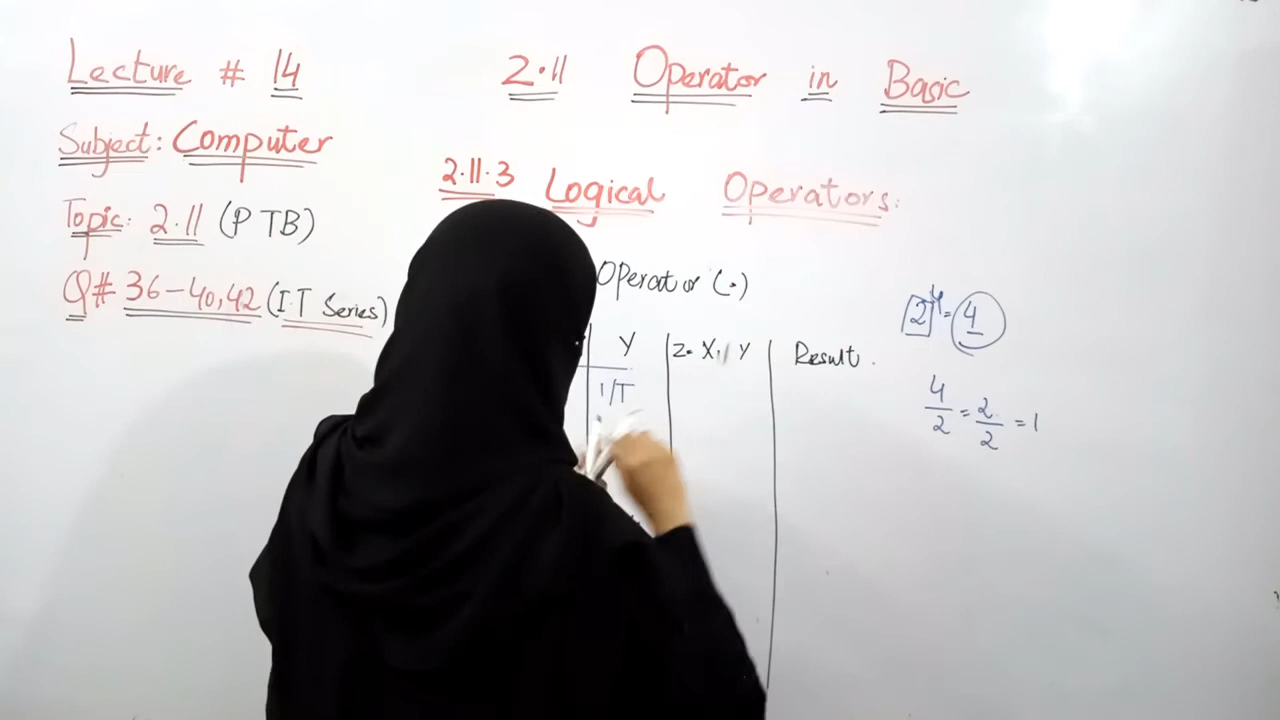 Lecture # 14
2.11 Operator in Basic
Subject: Computer
2.11.3 Logical Operators:
Topic: 2.11 (PTB)
Q# 36-40,42 (I.T Series)
Operator (.)
Y
Z= X. Y
Result.
1/T
2 = 4
4/2 = 2/2 = 1